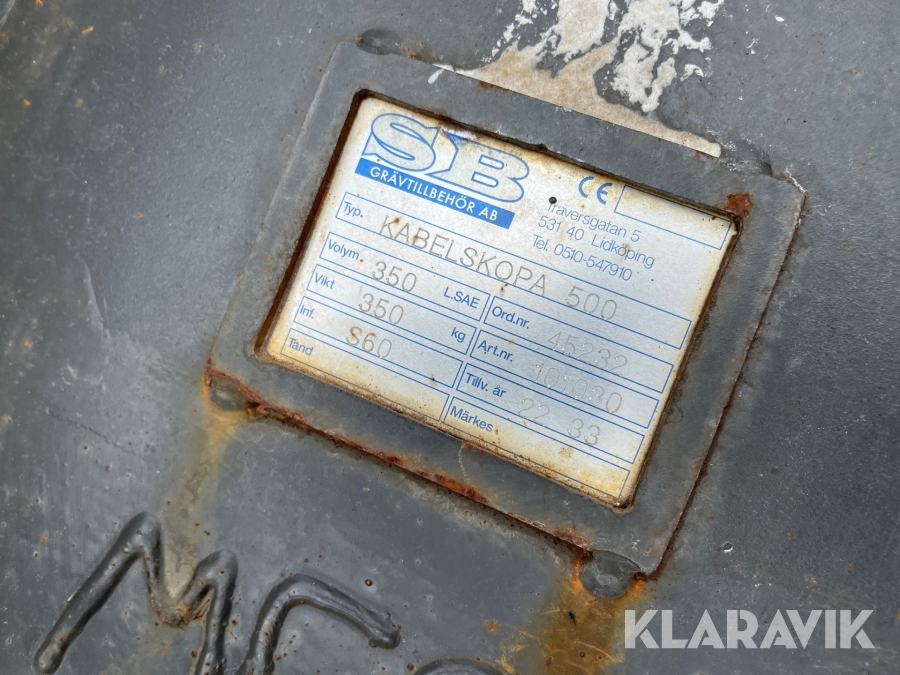 SB
GRÄVTILLBEHÖR AB
CE
Traversgatan 5
531 40 Lidköping
Tel. 0510-547910
Typ. KABELSKOPA 500
Volym. 350 L.SAE
Ord.nr. 45232
Vikt 350 kg
Art.nr.
Inf. S60
Tillv. år 22 33
Tand
Märkes
KLARAVIK